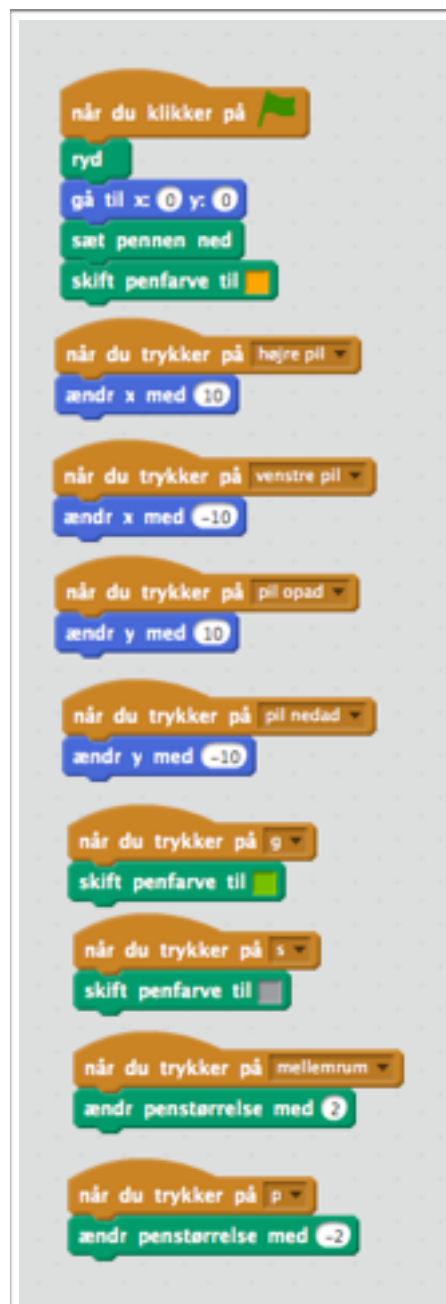 når du klikker på
ryd
gå til x: 0 y: 0
sæt pennen ned
skift penfarve til
når du trykker på højre pil
ændr x med 10
når du trykker på venstre pil
ændr x med -10
når du trykker på pil opad
ændr y med 10
når du trykker på pil nedad
ændr y med -10
når du trykker på g
skift penfarve til
når du trykker på s
skift penfarve til
når du trykker på mellemrum
ændr penstørrelse med 2
når du trykker på p
ændr penstørrelse med -2